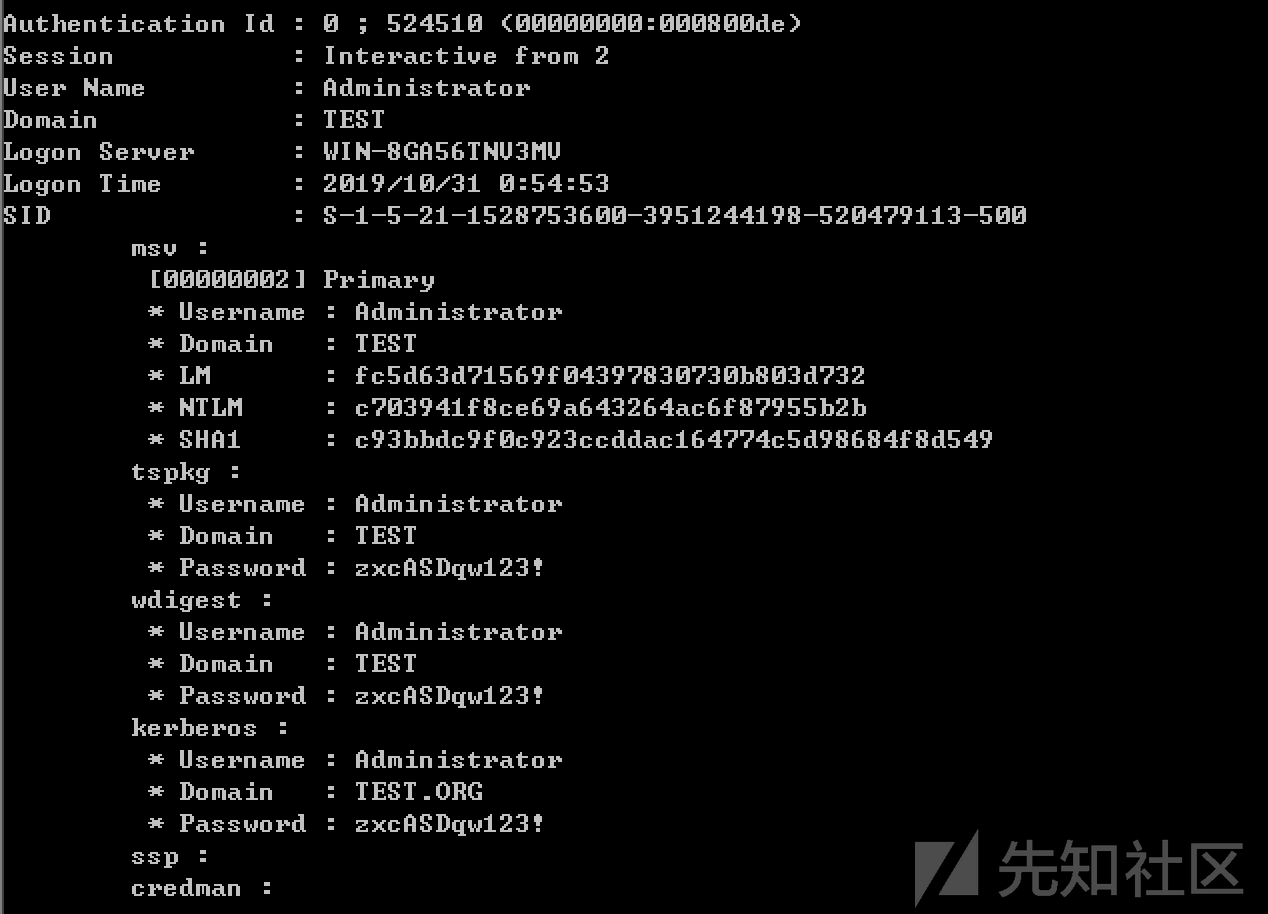 Authentication Id : 0 ; 524510 (00000000:000800de)
Session           : Interactive from 2
User Name         : Administrator
Domain            : TEST
Logon Server      : WIN-8GA56TNV3MV
Logon Time        : 2019/10/31 0:54:53
SID               : S-1-5-21-1528753600-3951244198-520479113-500
        msv :
         [00000002] Primary
         * Username : Administrator
         * Domain   : TEST
         * LM       : fc5d63d71569f04397830730b803d732
         * NTLM     : c703941f8ce69a643264ac6f87955b2b
         * SHA1     : c93bbdc9f0c923ccddac164774c5d98684f8d549
        tspkg :
         * Username : Administrator
         * Domain   : TEST
         * Password : zxcASDqw123!
        wdigest :
         * Username : Administrator
         * Domain   : TEST
         * Password : zxcASDqw123!
        kerberos :
         * Username : Administrator
         * Domain   : TEST.ORG
         * Password : zxcASDqw123!
        ssp :
        credman :
先知社区